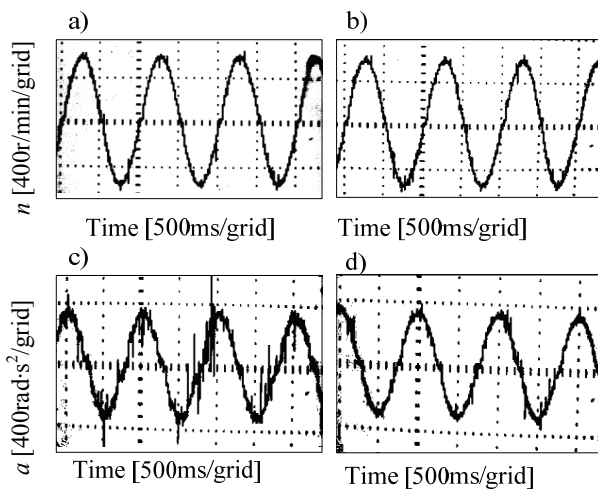 a)
b)
n [400r/min/grid]
Time [500ms/grid]
Time [500ms/grid]
c)
d)
a [400rad·s²/grid]
Time [500ms/grid]
Time [500ms/grid]